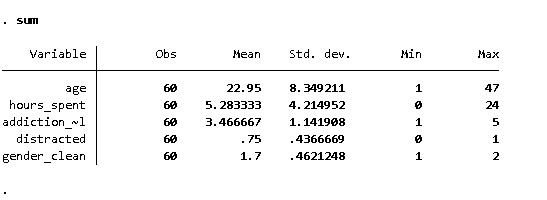 . sum
Variable Obs Mean Std. dev. Min Max
age 60 22.95 8.349211 1 47
hours_spent 60 5.283333 4.214952 0 24
addiction_~l 60 3.466667 1.141908 1 5
distracted 60 .75 .4366669 0 1
gender_clean 60 1.7 .4621248 1 2
.